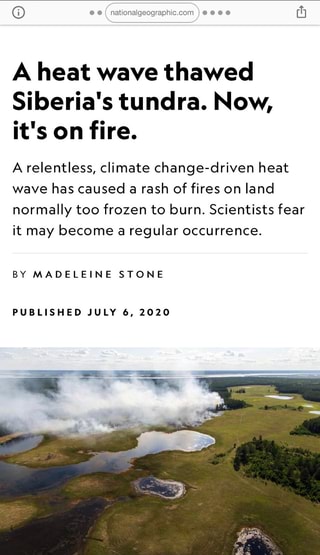 nationalgeographic.com
A heat wave thawed
Siberia's tundra. Now,
it's on fire.
A relentless, climate change-driven heat
wave has caused a rash of fires on land
normally too frozen to burn. Scientists fear
it may become a regular occurrence.
BY MADELEINE STONE
PUBLISHED JULY 6, 2020